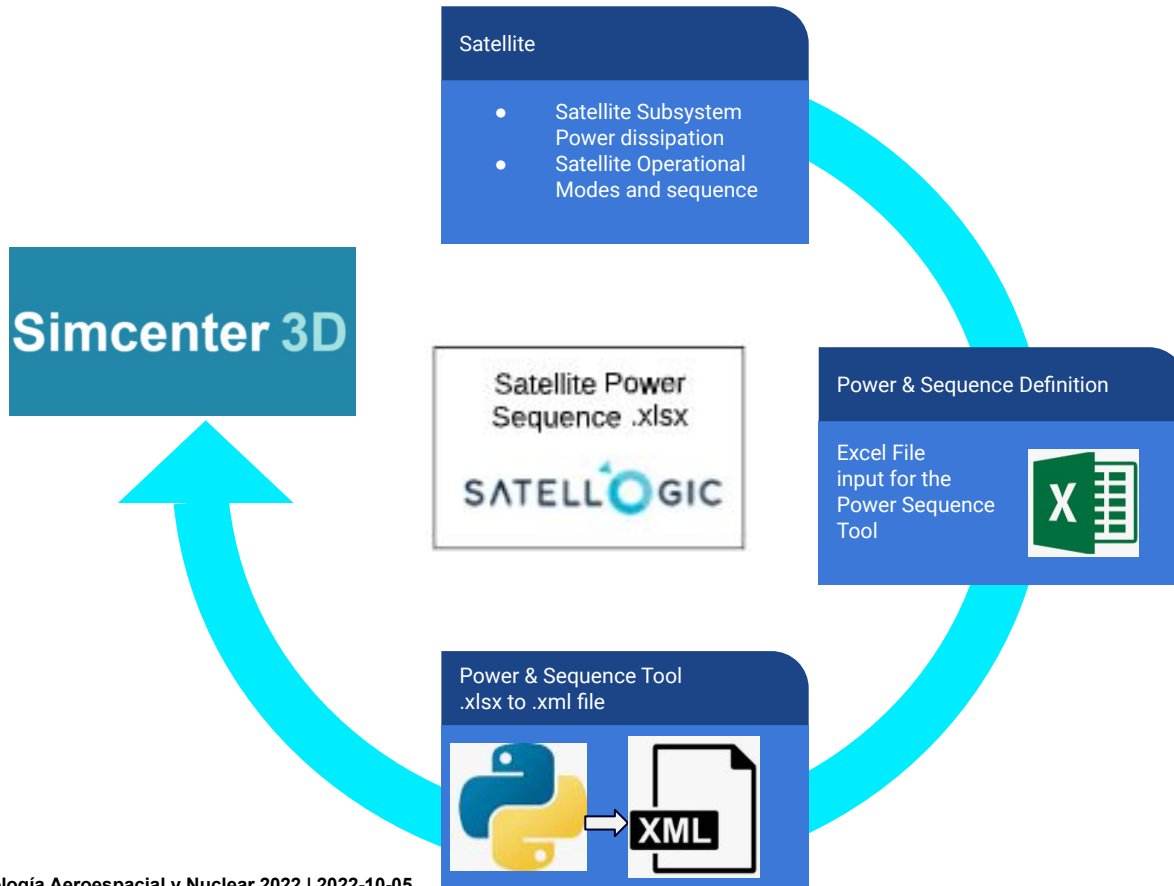 Satellite
● Satellite Subsystem
Power dissipation
● Satellite Operational
Modes and sequence
Simcenter 3D
Satellite Power
Sequence .xlsx
SATELLOGIC
Power & Sequence Definition
Excel File
input for the
Power Sequence
Tool
X
Power & Sequence Tool
.xlsx to .xml file
XML
Aeroespacial y Nuclear 2022 | 2022-10-05